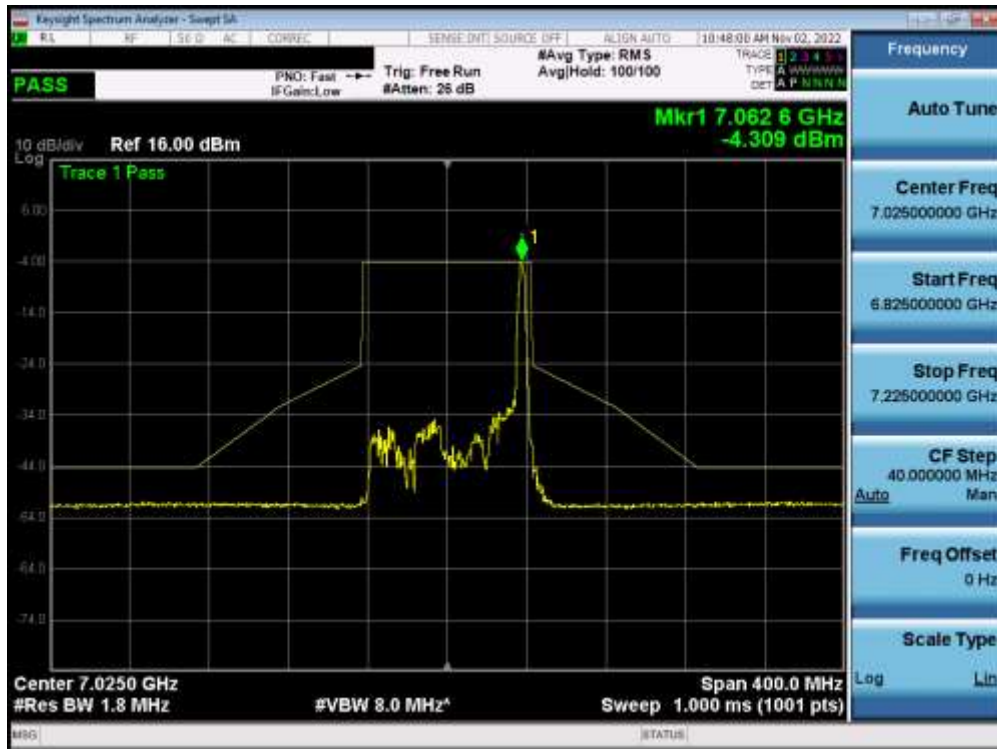 Keysight Spectrum Analyzer - Swept SA
RL RF 50 Ω AC CORREC SENSE:INT SOURCE OFF ALIGN AUTO 10:48:00 AM Nov 02, 2022
PASS
PNO: Fast
IFGain:Low
Trig: Free Run
#Atten: 26 dB
#Avg Type: RMS
Avg|Hold: 100/100
TRACE 1 2 3 4 5 6
TYPE A WWWWW
DET A P N N N N
Frequency
Mkr1 7.062 6 GHz
-4.309 dBm
10 dB/div Ref 16.00 dBm
Log
Trace 1 Pass
6.00
-4.00
-14.0
-24.0
-34.0
-44.0
-54.0
-64.0
-74.0
1
Center 7.0250 GHz
#Res BW 1.8 MHz
#VBW 8.0 MHz*
Span 400.0 MHz
Sweep 1.000 ms (1001 pts)
Auto Tune
Center Freq
7.025000000 GHz
Start Freq
6.825000000 GHz
Stop Freq
7.225000000 GHz
CF Step
40.000000 MHz
Auto Man
Freq Offset
0 Hz
Scale Type
Log Lin
MSG STATUS